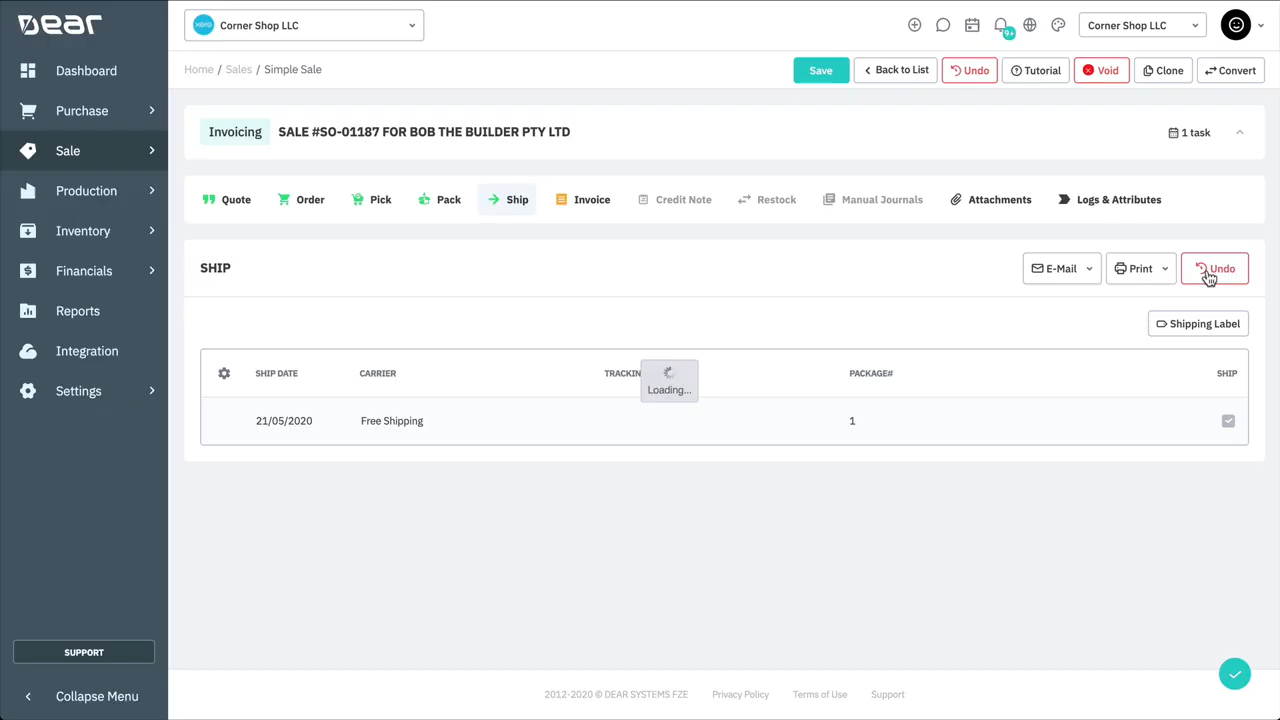 DEAR
xero Corner Shop LLC
9+
Corner Shop LLC
Dashboard
Purchase
Sale
Production
Inventory
Financials
Reports
Integration
Settings
SUPPORT
Collapse Menu
Home / Sales / Simple Sale
Save
Back to List
Undo
Tutorial
Void
Clone
Convert
Invoicing
SALE #SO-01187 FOR BOB THE BUILDER PTY LTD
1 task
Quote
Order
Pick
Pack
Ship
Invoice
Credit Note
Restock
Manual Journals
Attachments
Logs & Attributes
SHIP
E-Mail
Print
Undo
Shipping Label
SHIP DATE CARRIER TRACKIN PACKAGE# SHIP
Loading...
21/05/2020 Free Shipping 1
2012-2020 © DEAR SYSTEMS FZE Privacy Policy Terms of Use Support